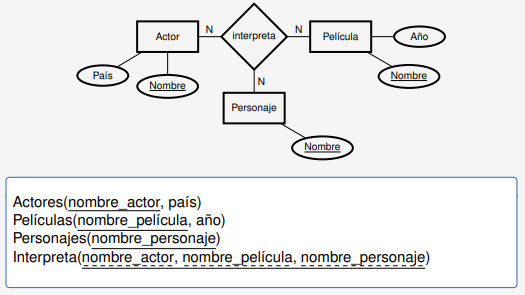 Actor
N
interpreta
N
Película
Año
País
Nombre
N
Nombre
Personaje
Nombre
Actores(nombre_actor, país)
Películas(nombre_película, año)
Personajes(nombre_personaje)
Interpreta(nombre_actor, nombre_película, nombre_personaje)